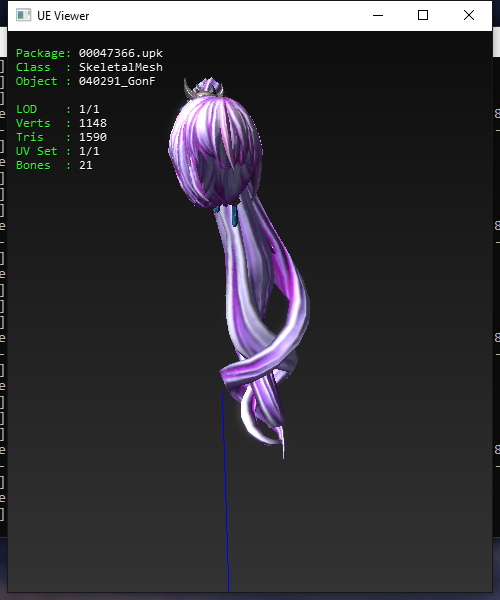 UE Viewer
Package: 00047366.upk
Class  : SkeletalMesh
Object : 040291_GonF
LOD    : 1/1
Verts  : 1148
Tris   : 1590
UV Set : 1/1
Bones  : 21